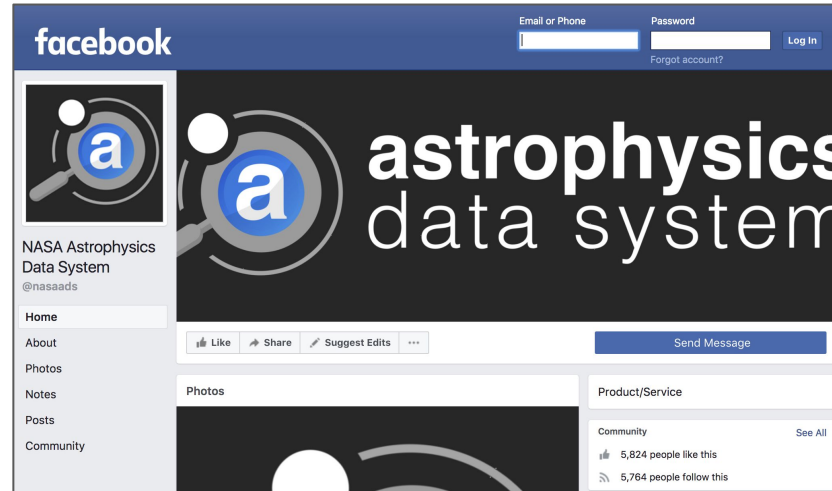 facebook
Email or Phone
Password
Log In
Forgot account?
a
NASA Astrophysics
Data System
@nasaads
Home
About
Photos
Notes
Posts
Community
a
astrophysics
data system
Like
Share
Suggest Edits
Send Message
Photos
Product/Service
Community
See All
5,824 people like this
5,764 people follow this